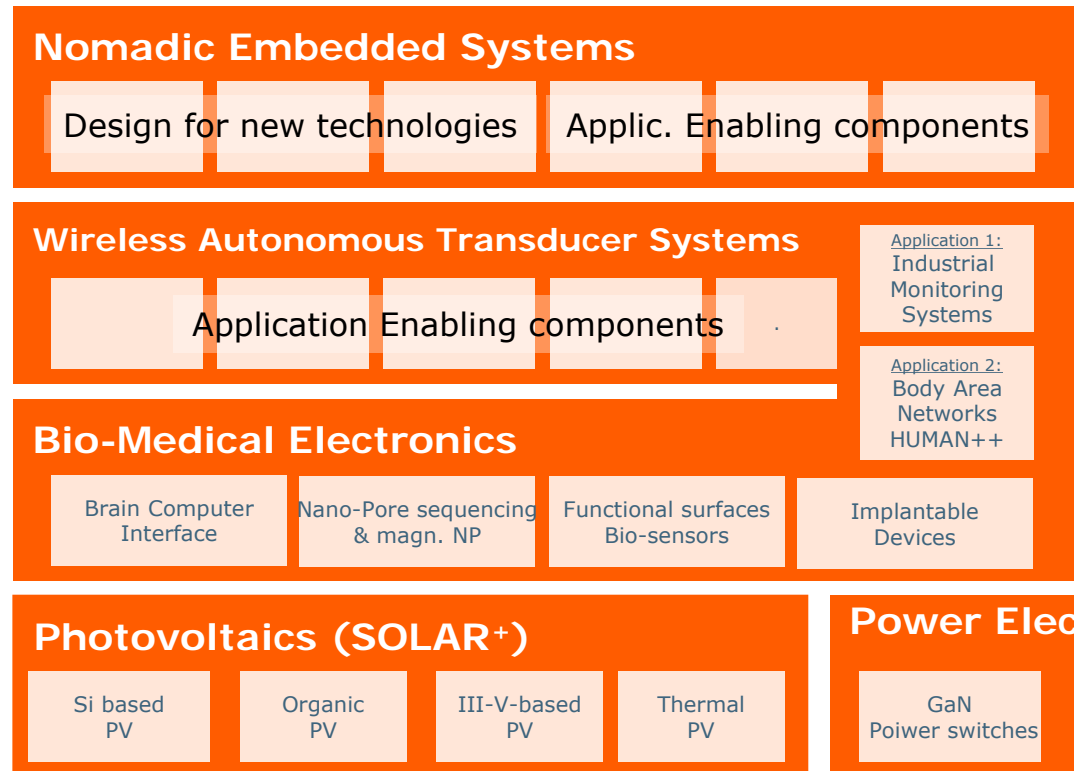 Nomadic Embedded Systems
Design for new technologies
Applic. Enabling components
Wireless Autonomous Transducer Systems
Application Enabling components
.
Application 1:
Industrial
Monitoring
Systems
Application 2:
Body Area
Networks
HUMAN++
Bio-Medical Electronics
Brain Computer
Interface
Nano-Pore sequencing
& magn. NP
Functional surfaces
Bio-sensors
Implantable
Devices
Photovoltaics (SOLAR⁺)
Si based
PV
Organic
PV
III-V-based
PV
Thermal
PV
Power Elec
GaN
Poiwer switches